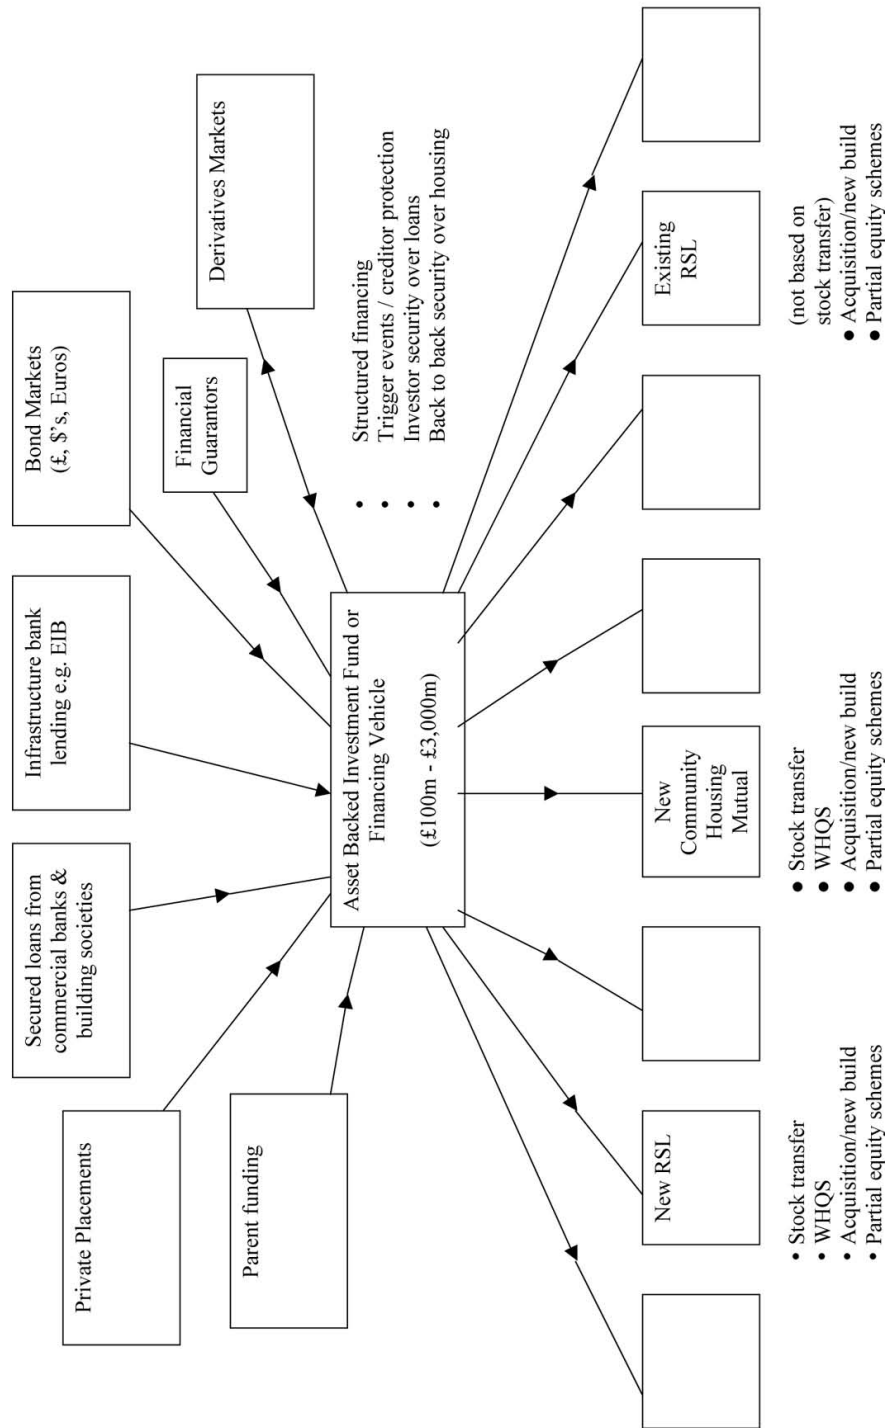 Private Placements
Secured loans from
commercial banks &
building societies
Infrastructure bank
lending e.g. EIB
Bond Markets
(£, $’s, Euros)
Parent funding
Financial
Guarantors
Derivatives Markets
Asset Backed Investment Fund or
Financing Vehicle
(£100m - £3,000m)
• Structured financing
• Trigger events / creditor protection
• Investor security over loans
• Back to back security over housing
New RSL
• Stock transfer
• WHQS
• Acquisition/new build
• Partial equity schemes
New
Community
Housing
Mutual
● Stock transfer
● WHQS
● Acquisition/new build
● Partial equity schemes
Existing
RSL
(not based on
stock transfer)
● Acquisition/new build
● Partial equity schemes